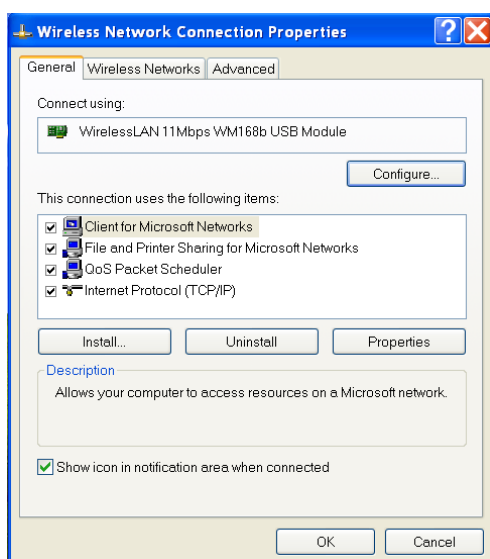 Wireless Network Connection Properties
General Wireless Networks Advanced
Connect using:
WirelessLAN 11Mbps WM168b USB Module
Configure...
This connection uses the following items:
Client for Microsoft Networks
File and Printer Sharing for Microsoft Networks
QoS Packet Scheduler
Internet Protocol (TCP/IP)
Install... Uninstall Properties
Description
Allows your computer to access resources on a Microsoft network.
Show icon in notification area when connected
OK Cancel